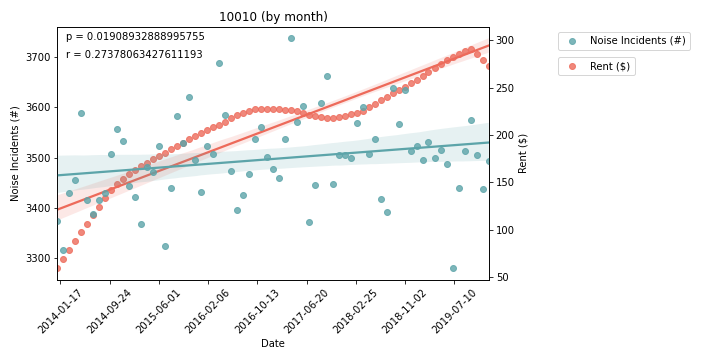 10010 (by month)
p = 0.01908932888995755
r = 0.27378063427611193
Noise Incidents (#)
Rent ($)
3700
3600
3500
3400
3300
Noise Incidents (#)
300
250
200
150
100
50
Rent ($)
2014-01-17
2014-09-24
2015-06-01
2016-02-06
2016-10-13
2017-06-20
2018-02-25
2018-11-02
2019-07-10
Date